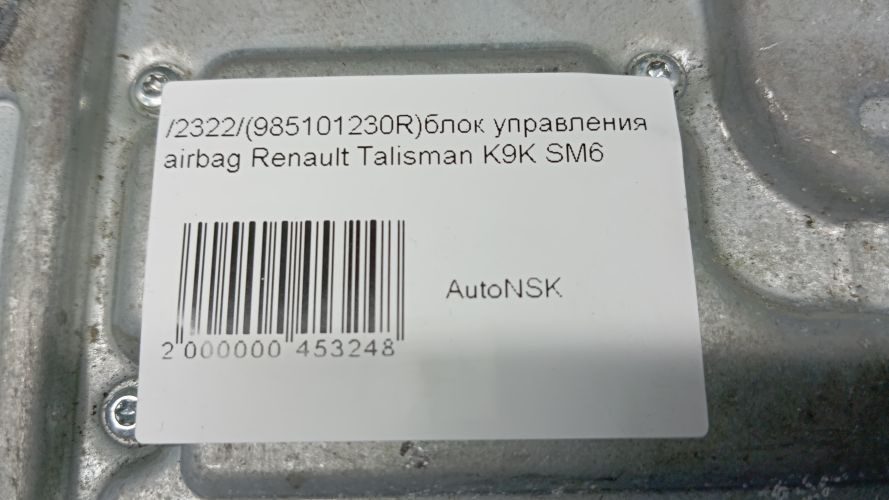 /2322/(985101230R)блок управления
airbag Renault Talisman K9K SM6
AutoNSK
2 000000 453248